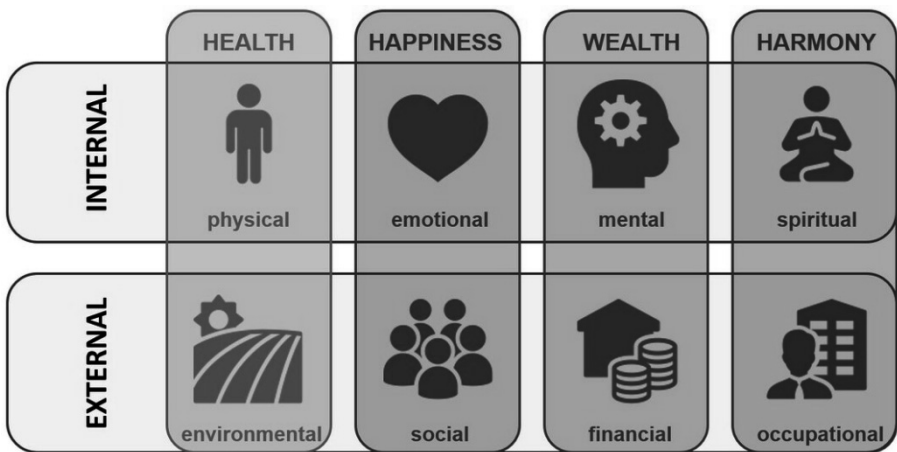 HEALTH HAPPINESS WEALTH HARMONY
INTERNAL
physical emotional mental spiritual
EXTERNAL
environmental social financial occupational